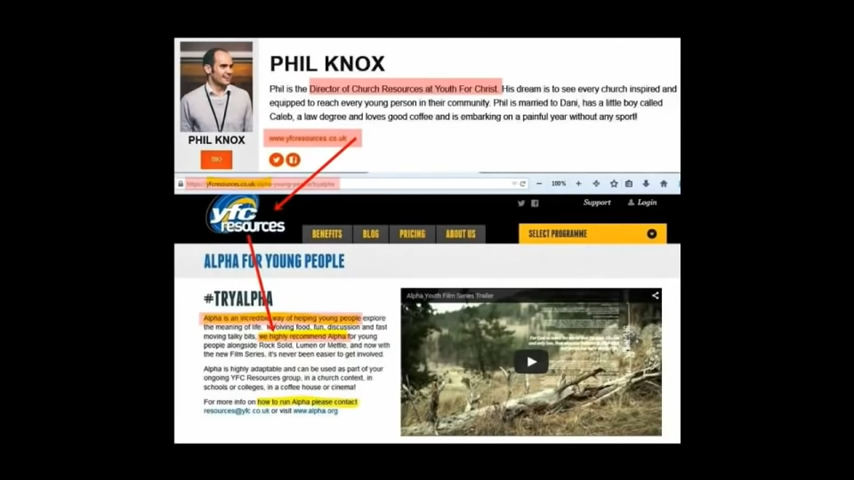 PHIL KNOX
Phil is the Director of Church Resources at Youth For Christ. His dream is to see every church inspired and
equipped to reach every young person in their community. Phil is married to Dani, has a little boy called
Caleb, a law degree and loves good coffee and is embarking on a painful year without any sport!
PHIL KNOX
BIO
www.yfcresources.co.uk
100%
yfc
resources
Support
Login
BENEFITS
BLOG
PRICING
ABOUT US
SELECT PROGRAMME
ALPHA FOR YOUNG PEOPLE
#TRYALPHA
Alpha is an incredible way of helping young people explore
the meaning of life. Involving food, fun, discussion and fast
moving talky bits, we highly recommend Alpha for young
people alongside Rock Solid, Lumen or Mettle, and now with
the new Film Series, it's never been easier to get involved.
Alpha is highly adaptable and can be used as part of your
ongoing YFC Resources group, in a church context, in
schools or colleges, in a coffee house or cinema!
For more info on how to run Alpha please contact
resources@yfc.co.uk or visit www.alpha.org
Alpha Youth Film Series Trailer